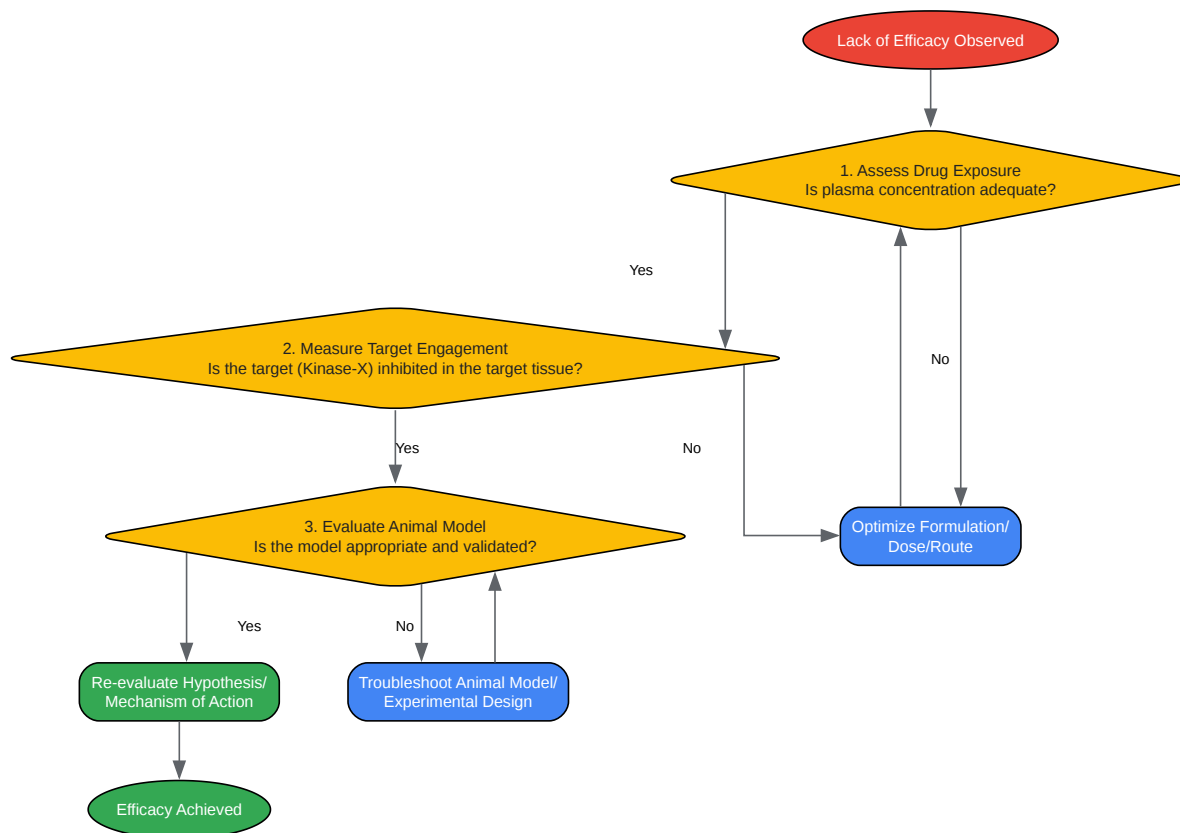 Lack of Efficacy Observed
1. Assess Drug Exposure
Is plasma concentration adequate?
Yes
No
2. Measure Target Engagement
Is the target (Kinase-X) inhibited in the target tissue?
Yes
No
3. Evaluate Animal Model
Is the model appropriate and validated?
Optimize Formulation/
Dose/Route
Yes
No
Re-evaluate Hypothesis/
Mechanism of Action
Troubleshoot Animal Model/
Experimental Design
Efficacy Achieved